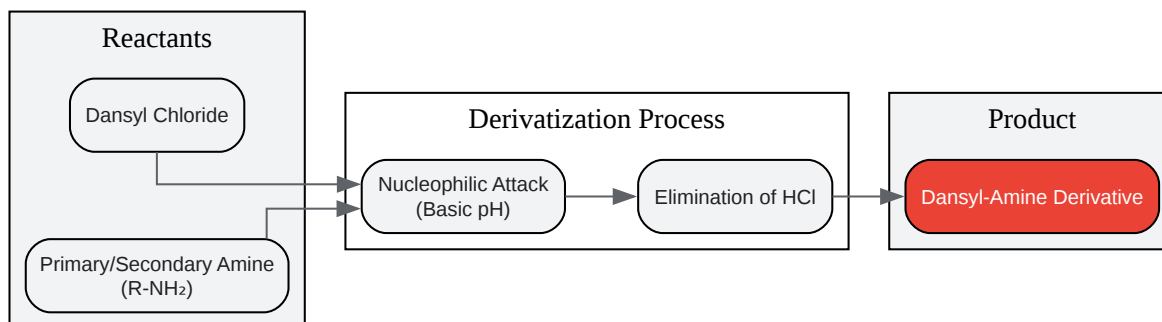 Reactants
Dansyl Chloride
Primary/Secondary Amine
(R-NH₂)
Derivatization Process
Nucleophilic Attack
(Basic pH)
Elimination of HCl
Product
Dansyl-Amine Derivative